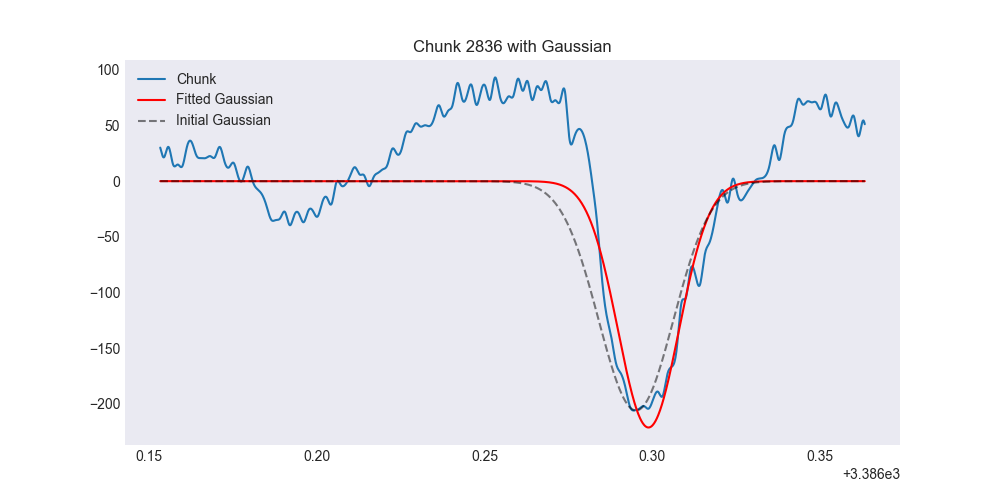 Chunk 2836 with Gaussian
100
50
0
−50
−100
−150
−200
Chunk
Fitted Gaussian
Initial Gaussian
0.15 0.20 0.25 0.30 0.35
+3.386e3